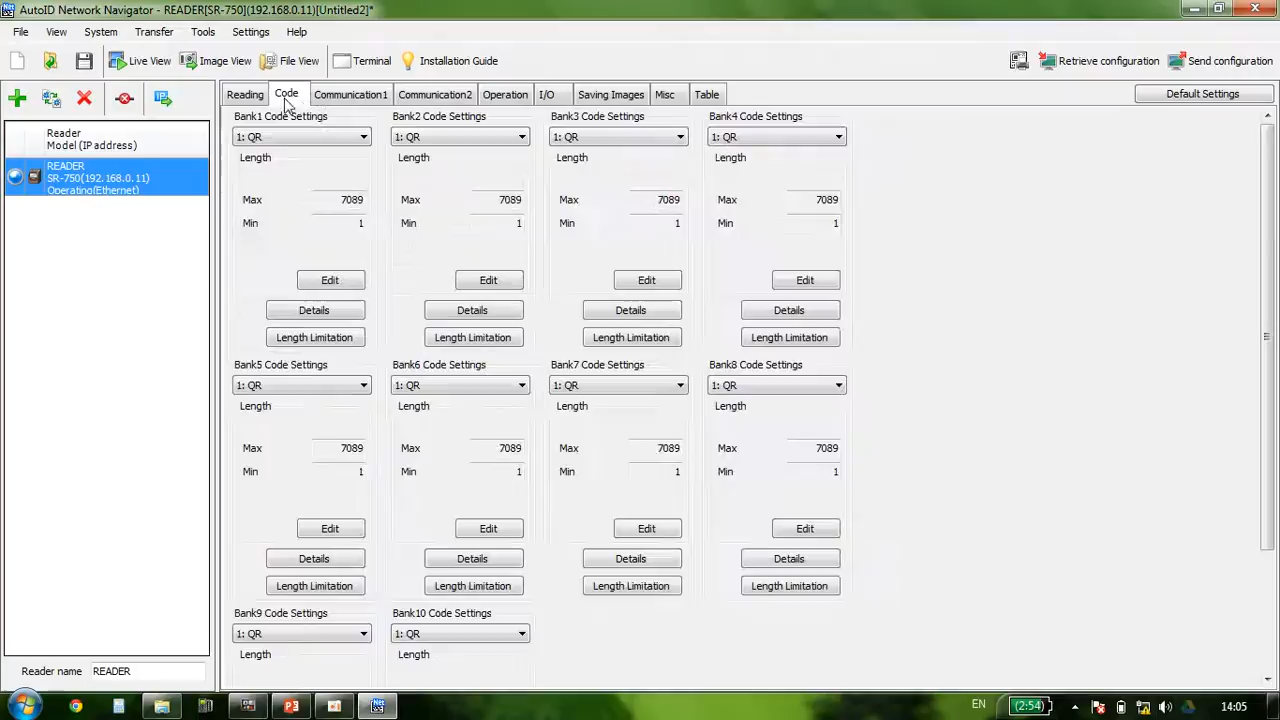 AutoID Network Navigator - READER[SR-750](192.168.0.11)[Untitled2]*
File View System Transfer Tools Settings Help
Live View Image View File View Terminal Installation Guide Retrieve configuration Send configuration
Reading Code Communication1 Communication2 Operation I/O Saving Images Misc Table Default Settings
Reader
Model (IP address)
READER
SR-750(192.168.0.11)
Operating(Ethernet)
Bank1 Code Settings Bank2 Code Settings Bank3 Code Settings Bank4 Code Settings
1: QR 1: QR 1: QR 1: QR
Length Length Length Length
Max 7089 Max 7089 Max 7089 Max 7089
Min 1 Min 1 Min 1 Min 1
Edit Edit Edit Edit
Details Details Details Details
Length Limitation Length Limitation Length Limitation Length Limitation
Bank5 Code Settings Bank6 Code Settings Bank7 Code Settings Bank8 Code Settings
1: QR 1: QR 1: QR 1: QR
Length Length Length Length
Max 7089 Max 7089 Max 7089 Max 7089
Min 1 Min 1 Min 1 Min 1
Edit Edit Edit Edit
Details Details Details Details
Length Limitation Length Limitation Length Limitation Length Limitation
Bank9 Code Settings Bank10 Code Settings
1: QR 1: QR
Length Length
Reader name READER
EN (2:54) 14:05